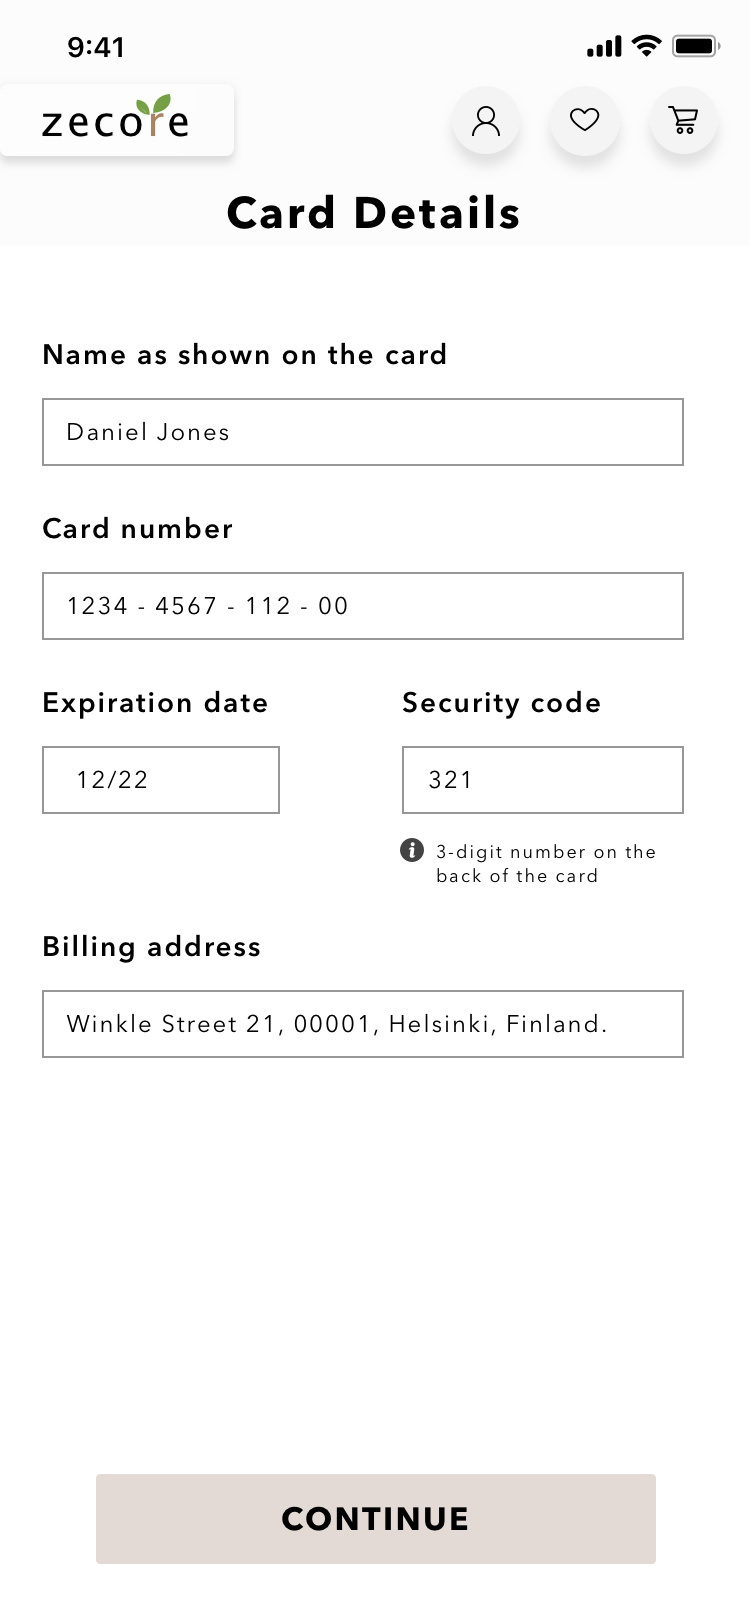 9:41
zecore
Card Details
Name as shown on the card
Daniel Jones
Card number
1234 - 4567 - 112 - 00
Expiration date
Security code
12/22
321
3-digit number on the
back of the card
Billing address
Winkle Street 21, 00001, Helsinki, Finland.
CONTINUE